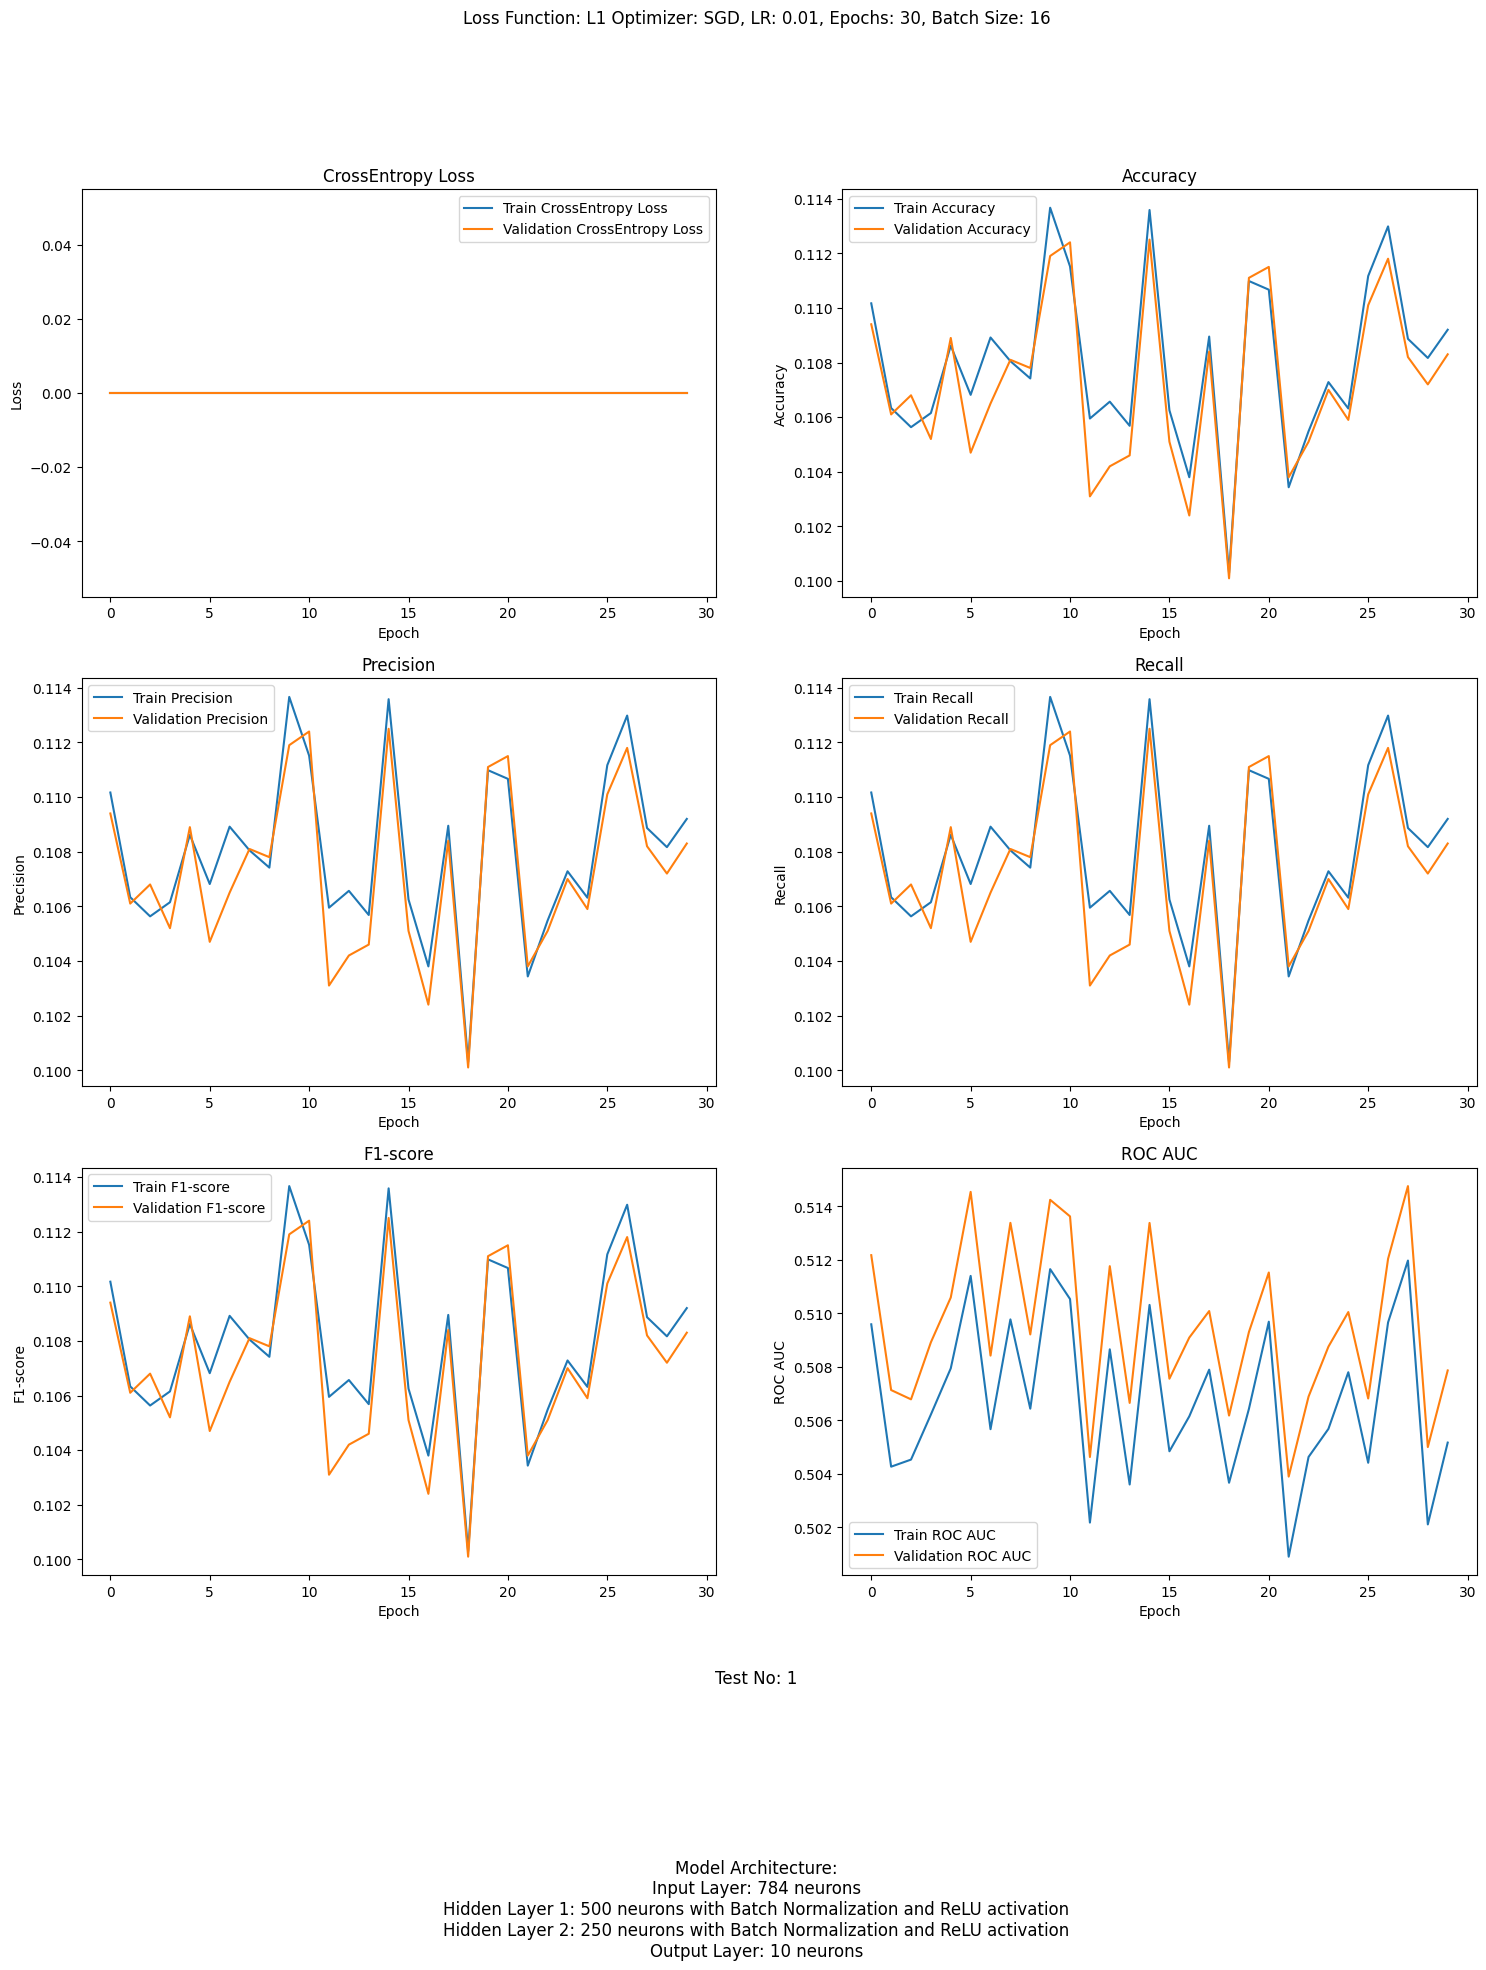 Loss Function: L1 Optimizer: SGD, LR: 0.01, Epochs: 30, Batch Size: 16
CrossEntropy Loss
Train CrossEntropy Loss
Validation CrossEntropy Loss
0.04
0.02
0.00
−0.02
−0.04
Loss
0 5 10 15 20 25 30
Epoch
Accuracy
Train Accuracy
Validation Accuracy
0.114
0.112
0.110
0.108
0.106
0.104
0.102
0.100
Accuracy
0 5 10 15 20 25 30
Epoch
Precision
Train Precision
Validation Precision
0.114
0.112
0.110
0.108
0.106
0.104
0.102
0.100
Precision
0 5 10 15 20 25 30
Epoch
Recall
Train Recall
Validation Recall
0.114
0.112
0.110
0.108
0.106
0.104
0.102
0.100
Recall
0 5 10 15 20 25 30
Epoch
F1-score
Train F1-score
Validation F1-score
0.114
0.112
0.110
0.108
0.106
0.104
0.102
0.100
F1-score
0 5 10 15 20 25 30
Epoch
ROC AUC
0.514
0.512
0.510
0.508
0.506
0.504
0.502
ROC AUC
Train ROC AUC
Validation ROC AUC
0 5 10 15 20 25 30
Epoch
Test No: 1
Model Architecture:
Input Layer: 784 neurons
Hidden Layer 1: 500 neurons with Batch Normalization and ReLU activation
Hidden Layer 2: 250 neurons with Batch Normalization and ReLU activation
Output Layer: 10 neurons